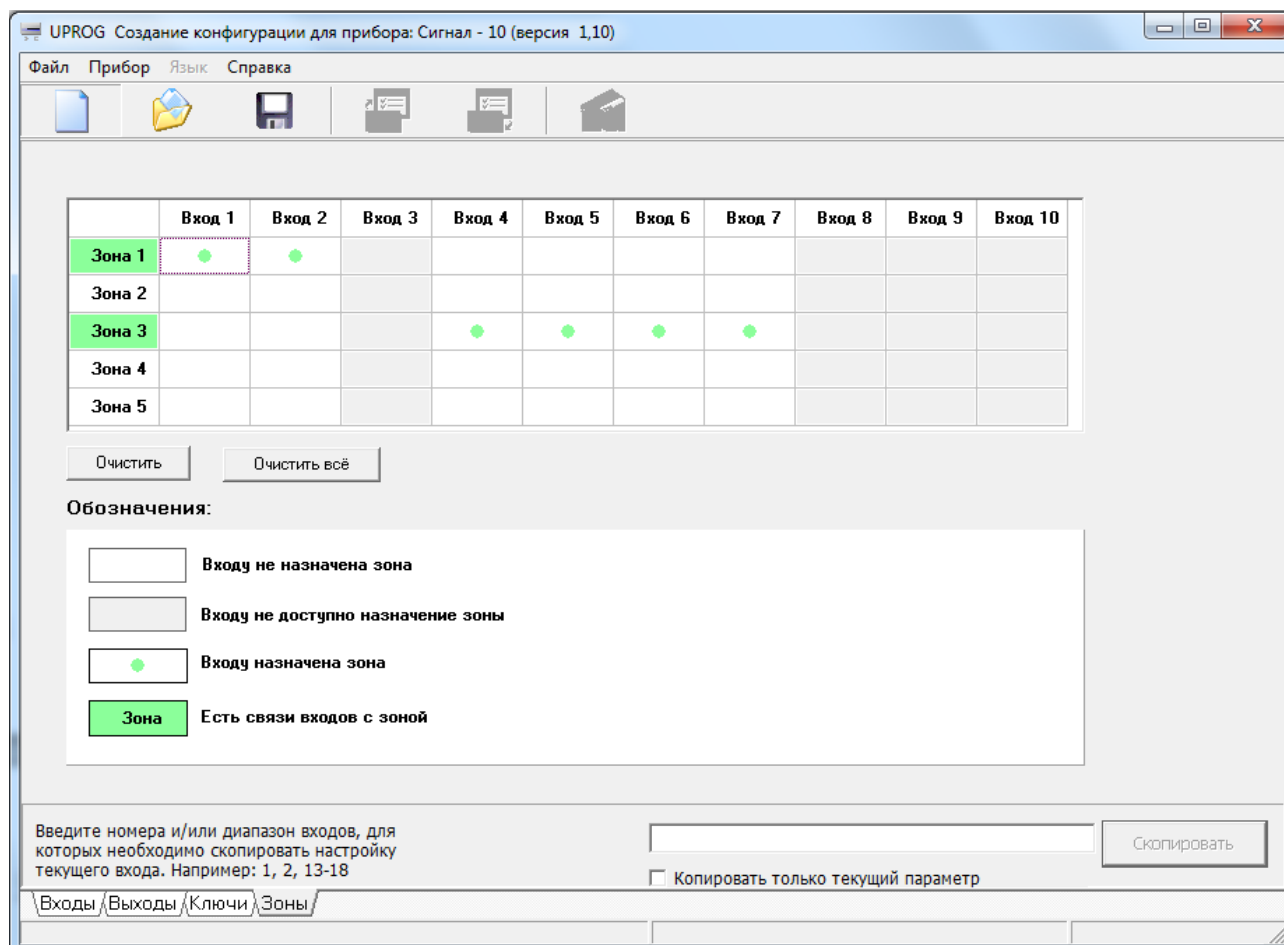 UPROG Создание конфигурации для прибора: Сигнал - 10 (версия 1,10)
Файл Прибор Язык Справка
Вход 1 Вход 2 Вход 3 Вход 4 Вход 5 Вход 6 Вход 7 Вход 8 Вход 9 Вход 10
Зона 1
Зона 2
Зона 3
Зона 4
Зона 5
Очистить Очистить всё
Обозначения:
Входу не назначена зона
Входу не доступно назначение зоны
Входу назначена зона
Зона Есть связи входов с зоной
Введите номера и/или диапазон входов, для
которых необходимо скопировать настройку
текущего входа. Например: 1, 2, 13-18
Скопировать
Копировать только текущий параметр
Входы Выходы Ключи Зоны